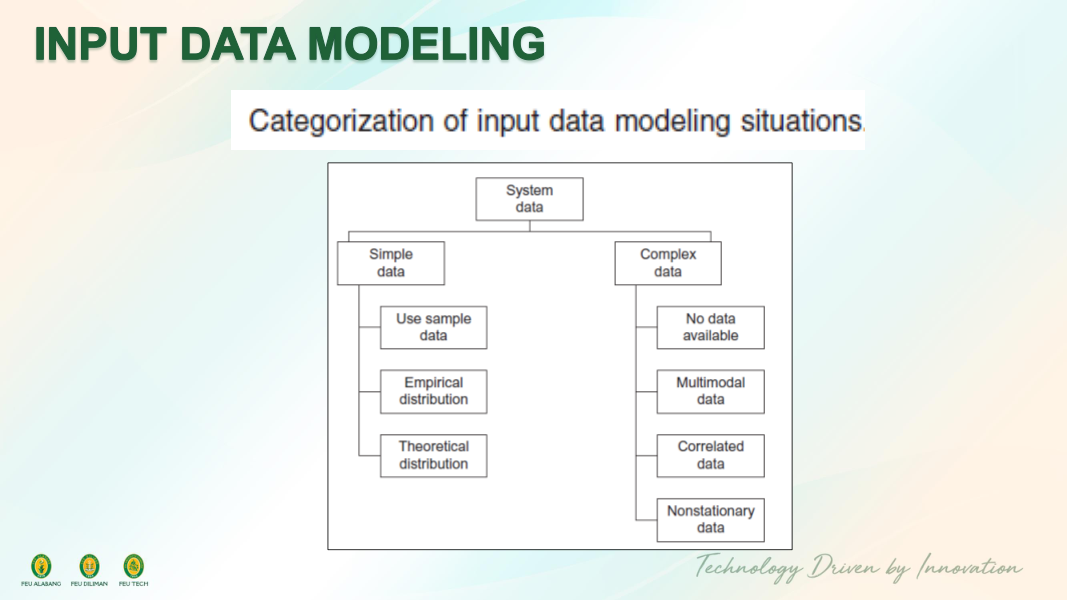 INPUT DATA MODELING
Categorization of input data modeling situations.
System
data
Simple
data
Use sample
data
Empirical
distribution
Theoretical
distribution
Complex
data
No data
available
Multimodal
data
Correlated
data
Nonstationary
data
FEU ALABANG
FEU DILIMAN
FEU TECH
Technology Driven by Innovation